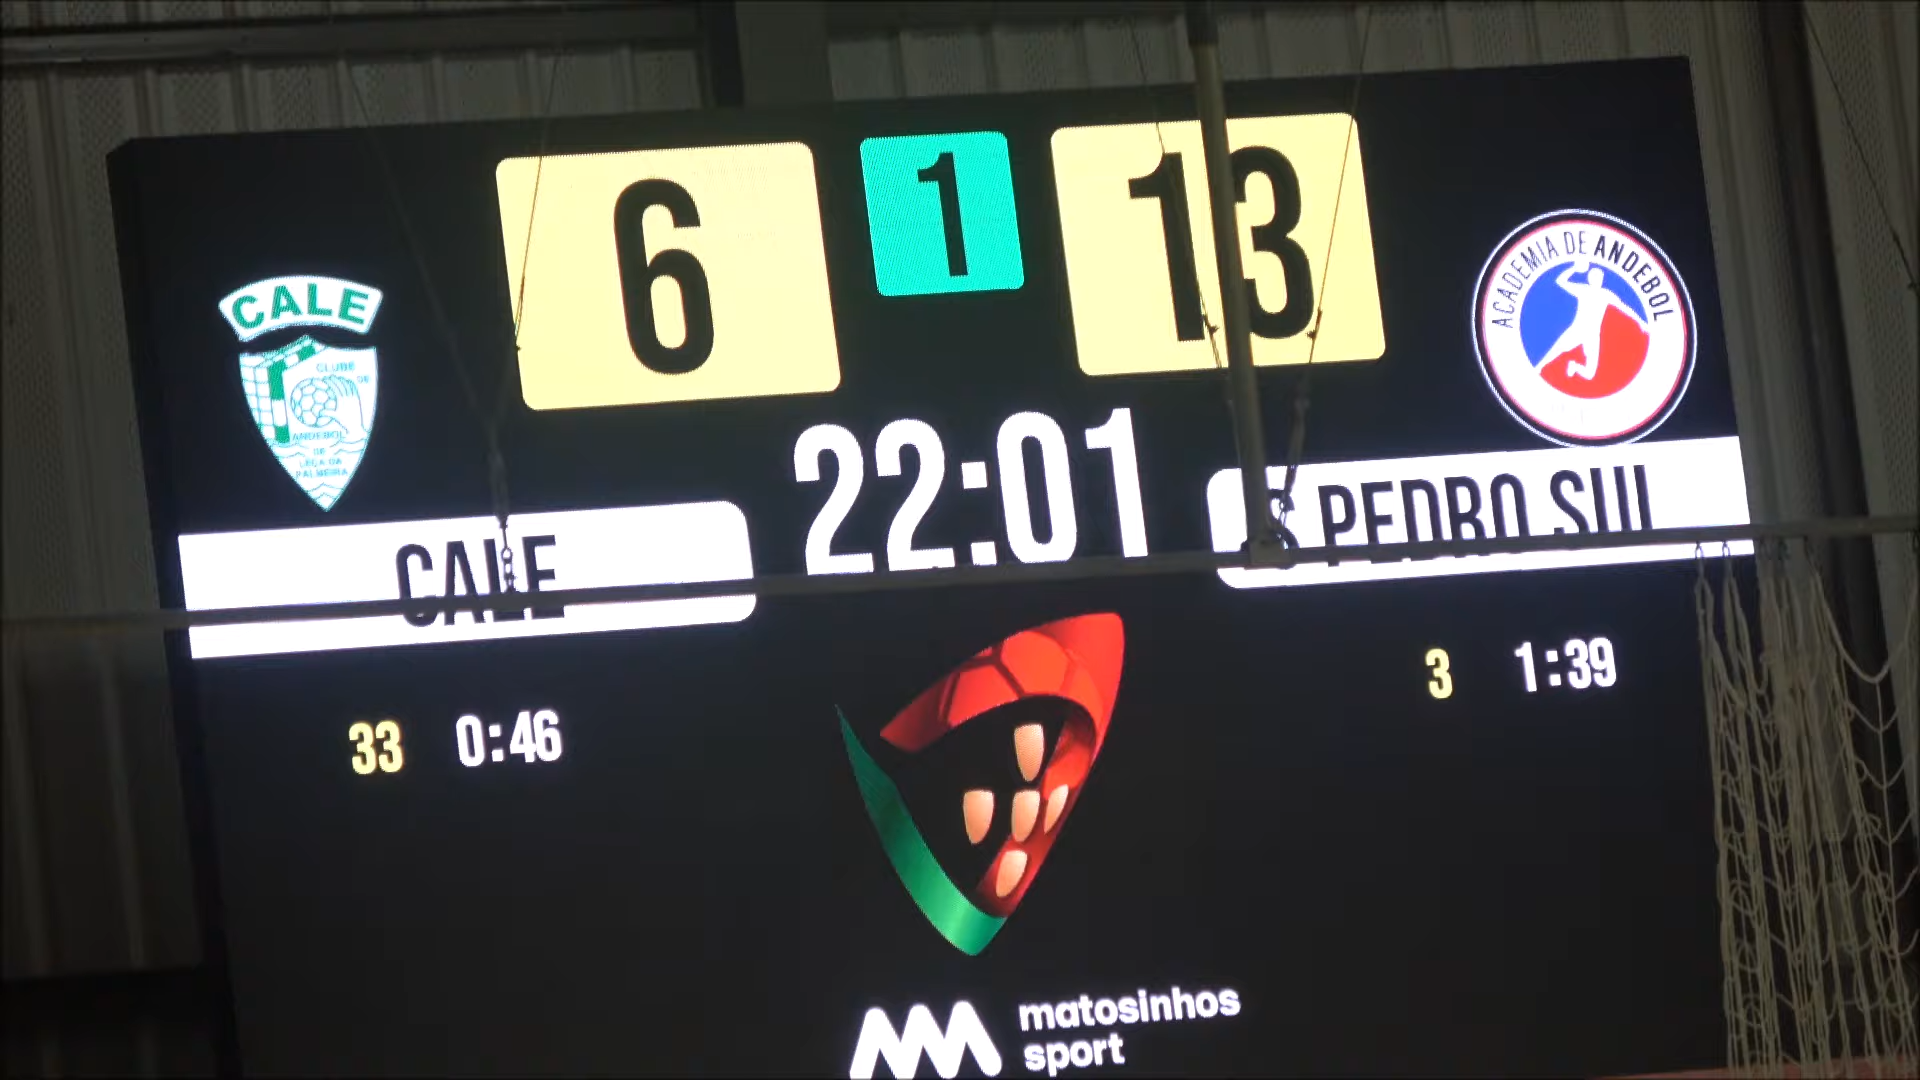 6
1
13
CALE
CLUBE
DE
ANDEBOL
DE
LEÇA DA
PALMEIRA
ACADEMIA DE ANDEBOL
22:01
CALE
S PEDRO SUL
33 0:46
3 1:39
matosinhos
sport